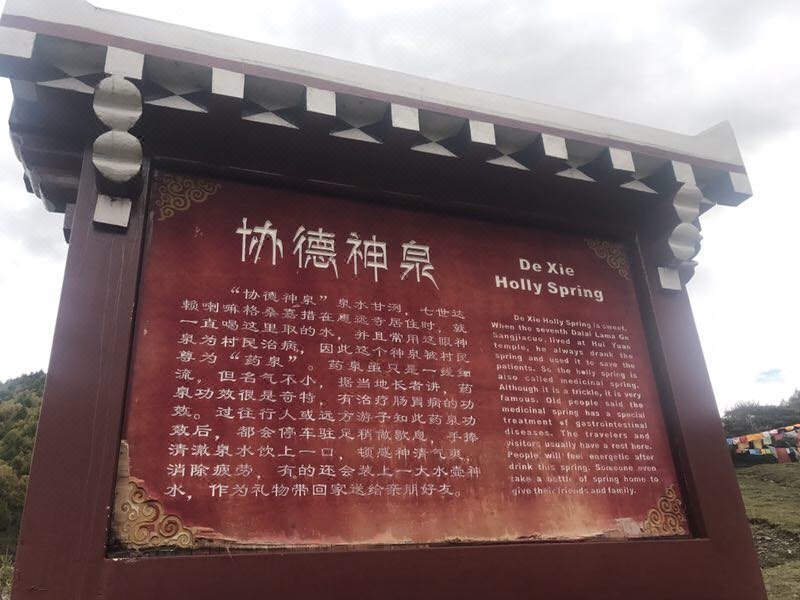 协德神泉
“协德神泉”泉水甘洌，七世达
赖喇嘛格桑嘉措在惠远寺居住时，就
一直喝这里取的水，并且常用这眼神
泉为村民治病，因此这个神泉被村民
尊为“药泉”。药泉虽只是一线细
流，但名气不小，据当地长者讲，药
泉功效很是奇特，有治疗肠胃病的功
效。过往行人或远方游子知此药泉功
效后，都会停车驻足稍做歇息，手捧
清澈泉水饮上一口，顿感神清气爽，
消除疲劳，有的还会装上一大水壶神
水，作为礼物带回家送给亲朋好友。
De Xie
Holly Spring
De Xie Holly Spring is sweet.
When the seventh Dalai Lama Ge
Sangjiacuo, lived at Hui Yuan
temple, he always drank the
spring and used it to save the
patients. So the holly spring is
also called medicinal spring.
Although it is a trickle, it is very
famous. Old people said the
medicinal spring has a special
treatment of gastrointestinal
diseases. The travelers and
visitors usually have a rest here.
People will feel energetic after
drink this spring. Someone even
take a bottle of spring home to
give their friends and family.